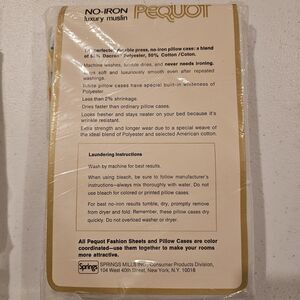 NO-IRON
luxury muslin
PEQUOT
durable press, no-iron pillow case: a blend
of 50% Dacron* Polyester, 50% Cotton/Coton.
Machine washes, tumble dries, and never needs ironing.
soft and luxuriously smooth even after repeated
washings.
White pillow cases have special built-in whiteness of
Polyester.
Less than 2% shrinkage.
Dries faster than ordinary pillow cases.
Looks fresher and stays neater on your bed because it's
wrinkle resistant.
Extra strength and longer wear due to a special weave of
the ideal blend of Polyester and selected American cotton.
Laundering Instructions
Wash by machine for best results.
When using bleach, be sure to follow manufacturer's
instructions—always mix thoroughly with water. Do
not use bleach for colored or printed pillow cases.
For best no-iron results tumble dry, promptly remove
from dryer and fold. Remember, these pillow cases dry
quickly. Do not overload washer or dryer.
All Pequot Fashion Sheets and Pillow Cases are color
coordinated—use them together to make your rooms
more attractive.
Springs
SPRINGS MILLS INC. Consumer Products Division,
104 West 40th Street, New York, N.Y. 10018